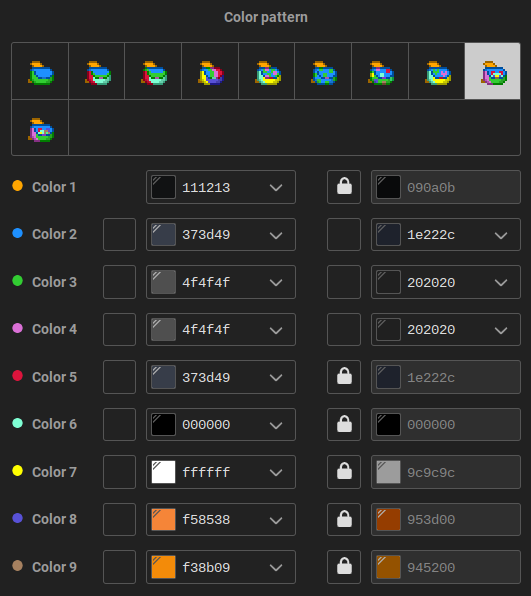 Color pattern
Color 1 111213 090a0b
Color 2 373d49 1e222c
Color 3 4f4f4f 202020
Color 4 4f4f4f 202020
Color 5 373d49 1e222c
Color 6 000000 000000
Color 7 ffffff 9c9c9c
Color 8 f58538 953d00
Color 9 f38b09 945200